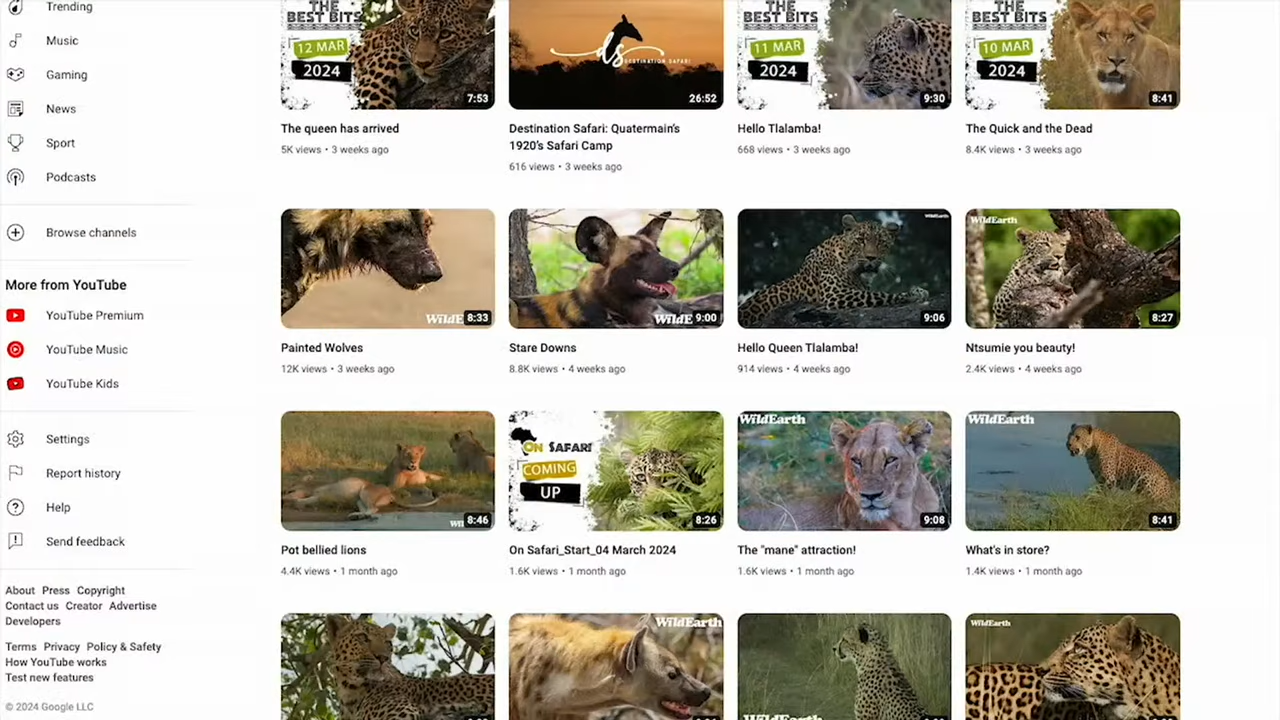 Trending
Music
Gaming
News
Sport
Podcasts
Browse channels
More from YouTube
YouTube Premium
YouTube Music
YouTube Kids
Settings
Report history
Help
Send feedback
About Press Copyright
Contact us Creator Advertise
Developers
Terms Privacy Policy & Safety
How YouTube works
Test new features
© 2024 Google LLC
THE
BEST BITS
12 MAR
2024
7:53
The queen has arrived
5K views • 3 weeks ago
ds
DESTINATION SAFARI
26:52
Destination Safari: Quatermain's
1920's Safari Camp
616 views • 3 weeks ago
THE
BEST BITS
11 MAR
2024
9:30
Hello Tlalamba!
668 views • 3 weeks ago
THE
BEST BITS
10 MAR
2024
8:41
The Quick and the Dead
8.4K views • 3 weeks ago
WildE 8:33
Painted Wolves
12K views • 3 weeks ago
WildE 9:00
Stare Downs
8.8K views • 4 weeks ago
WildEarth
9:06
Hello Queen Tlalamba!
914 views • 4 weeks ago
WildEarth
8:27
Ntsumie you beauty!
2.4K views • 4 weeks ago
Wi 8:46
Pot bellied lions
4.4K views • 1 month ago
ON SAFARI
COMING
UP
8:26
On Safari_Start_04 March 2024
1.6K views • 1 month ago
WildEarth
9:08
The "mane" attraction!
1.6K views • 1 month ago
WildEarth
8:41
What's in store?
1.4K views • 1 month ago
WildEarth
WildEarth
WildEarth